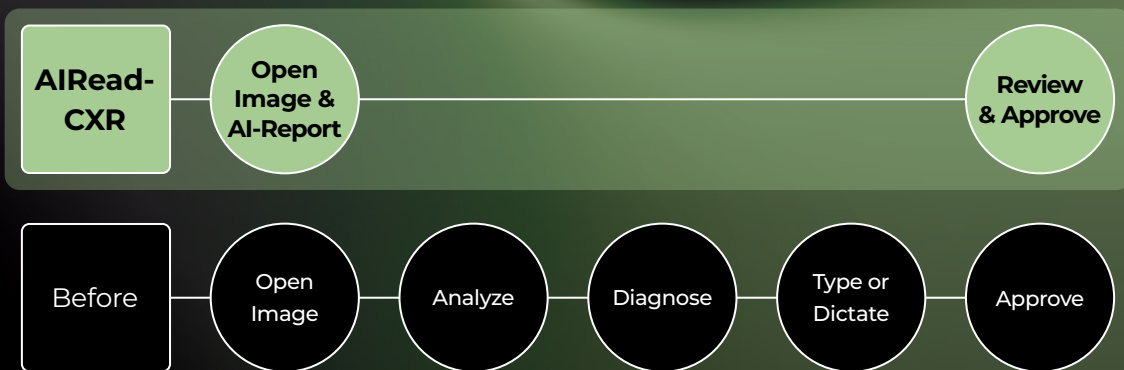 AIRead-
CXR
Open
Image &
AI-Report
Review
& Approve
Before
Open
Image
Analyze
Diagnose
Type or
Dictate
Approve